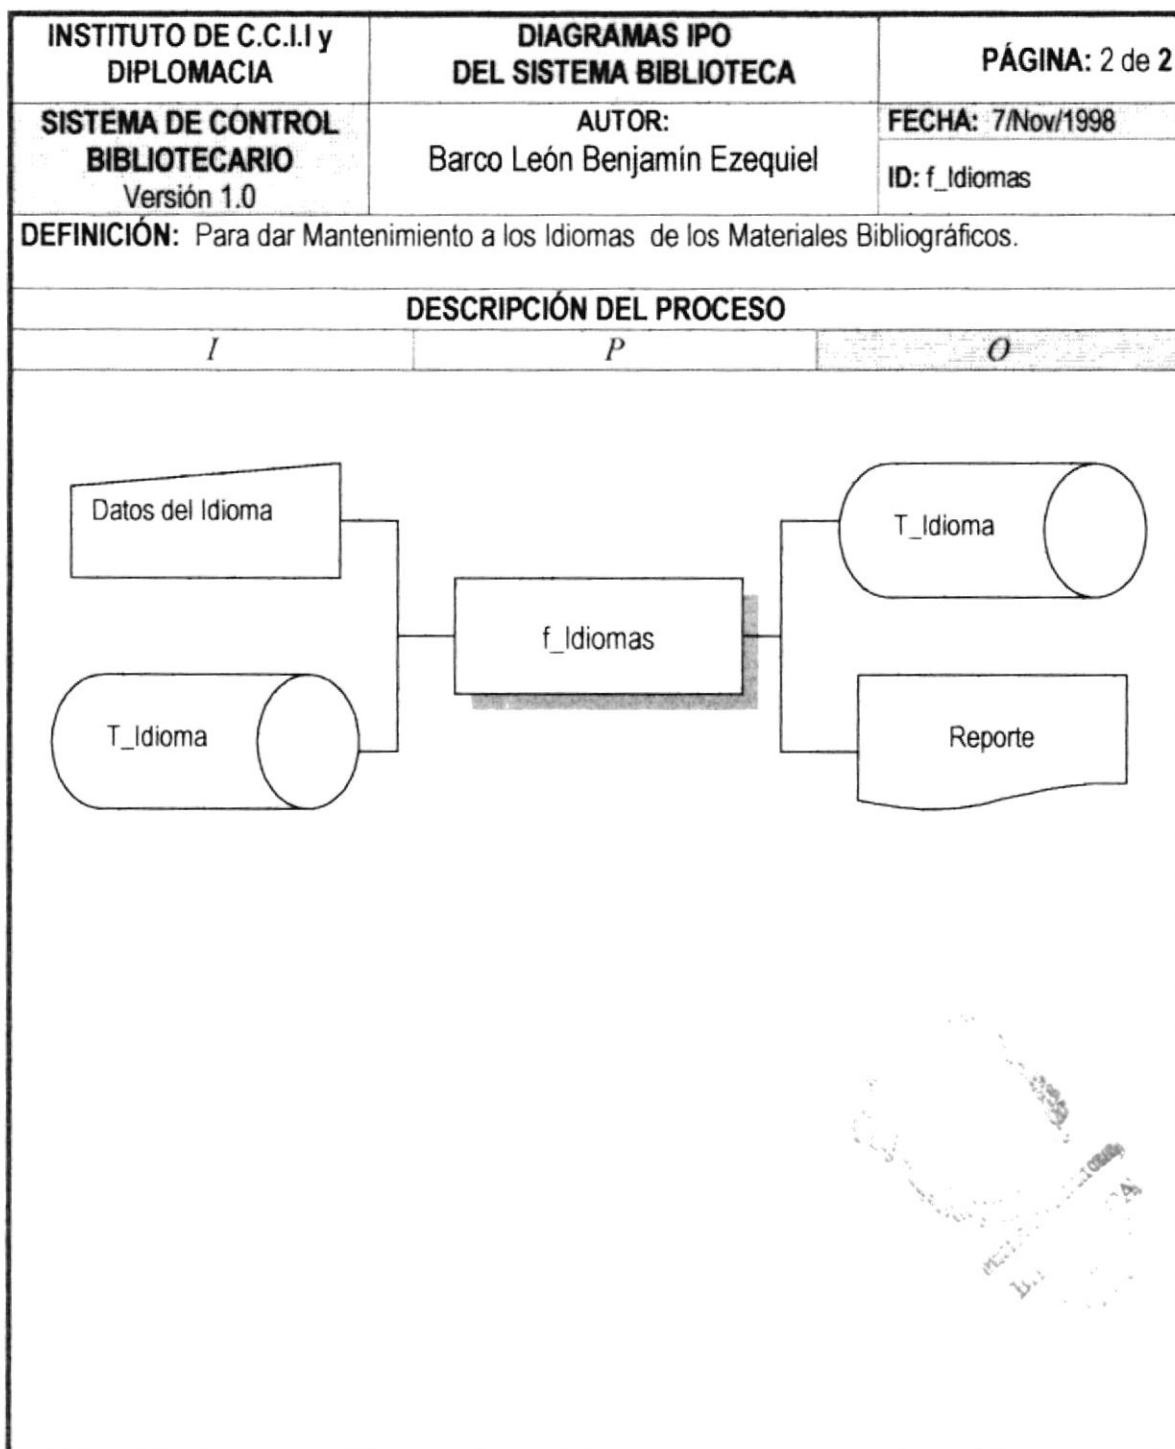 INSTITUTO DE C.C.I.I y
DIPLOMACIA
DIAGRAMAS IPO
DEL SISTEMA BIBLIOTECA
PÁGINA: 2 de 2
SISTEMA DE CONTROL
BIBLIOTECARIO
Versión 1.0
AUTOR:
Barco León Benjamín Ezequiel
FECHA: 7/Nov/1998
ID: f_Idiomas
DEFINICIÓN: Para dar Mantenimiento a los Idiomas de los Materiales Bibliográficos.
DESCRIPCIÓN DEL PROCESO
I
P
O
Datos del Idioma
T_Idioma
f_Idiomas
T_Idioma
Reporte